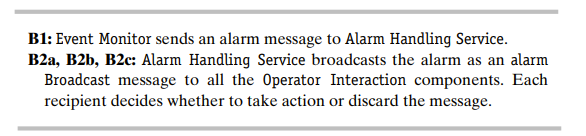 B1: Event Monitor sends an alarm message to Alarm Handling Service.
B2a, B2b, B2c: Alarm Handling Service broadcasts the alarm as an alarm
Broadcast message to all the Operator Interaction components. Each
recipient decides whether to take action or discard the message.